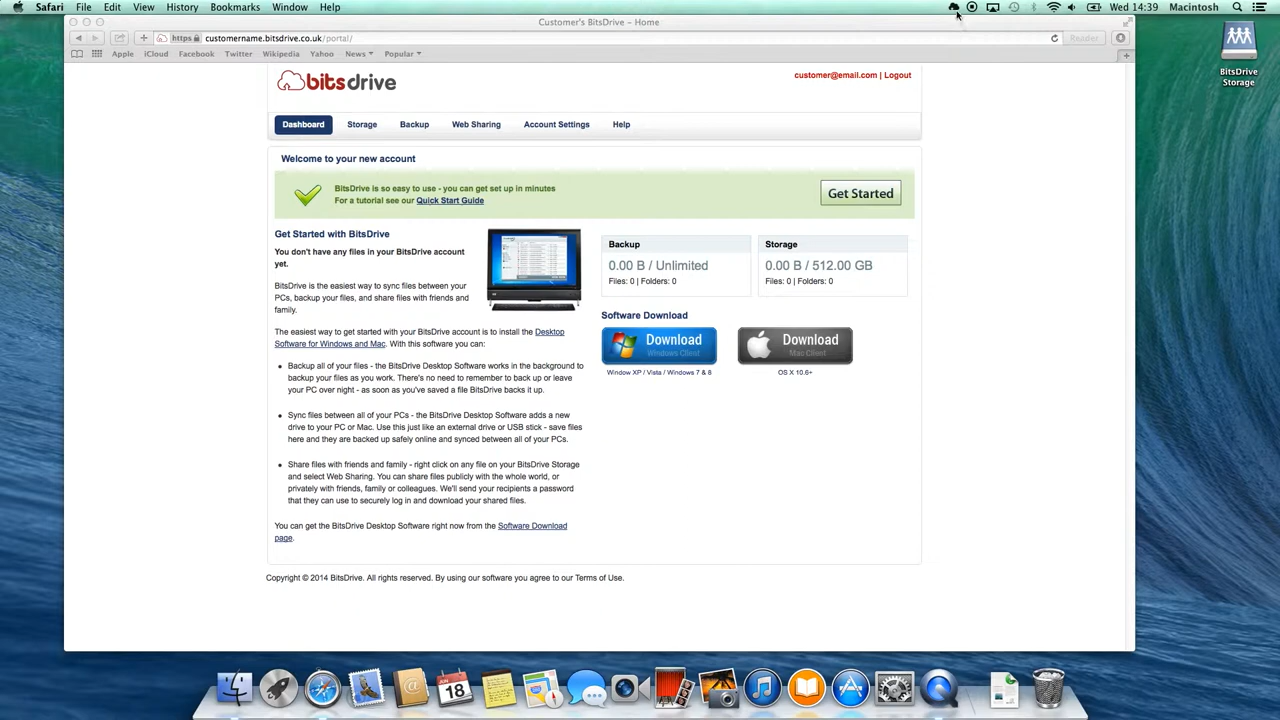 Safari File Edit View History Bookmarks Window Help Wed 14:39 Macintosh
Customer's BitsDrive – Home
https customername.bitsdrive.co.uk/portal/ Reader
Apple iCloud Facebook Twitter Wikipedia Yahoo News Popular
BitsDrive
Storage
bitsdrive
customer@email.com | Logout
Dashboard Storage Backup Web Sharing Account Settings Help
Welcome to your new account
BitsDrive is so easy to use - you can get set up in minutes
For a tutorial see our Quick Start Guide
Get Started
Get Started with BitsDrive
You don't have any files in your BitsDrive account
yet.
BitsDrive is the easiest way to sync files between your
PCs, backup your files, and share files with friends and
family.
The easiest way to get started with your BitsDrive account is to install the Desktop
Software for Windows and Mac. With this software you can:
Backup all of your files - the BitsDrive Desktop Software works in the background to
backup your files as you work. There's no need to remember to back up or leave
your PC over night - as soon as you've saved a file BitsDrive backs it up.
Sync files between all of your PCs - the BitsDrive Desktop Software adds a new
drive to your PC or Mac. Use this just like an external drive or USB stick - save files
here and they are backed up safely online and synced between all of your PCs.
Share files with friends and family - right click on any file on your BitsDrive Storage
and select Web Sharing. You can share files publicly with the whole world, or
privately with friends, family or colleagues. We'll send your recipients a password
that they can use to securely log in and download your shared files.
You can get the BitsDrive Desktop Software right now from the Software Download
page.
Backup
0.00 B / Unlimited
Files: 0 | Folders: 0
Storage
0.00 B / 512.00 GB
Files: 0 | Folders: 0
Software Download
Download
Windows Client
Window XP / Vista / Windows 7 & 8
Download
Mac Client
OS X 10.6+
Copyright © 2014 BitsDrive. All rights reserved. By using our software you agree to our Terms of Use.
JUN
18